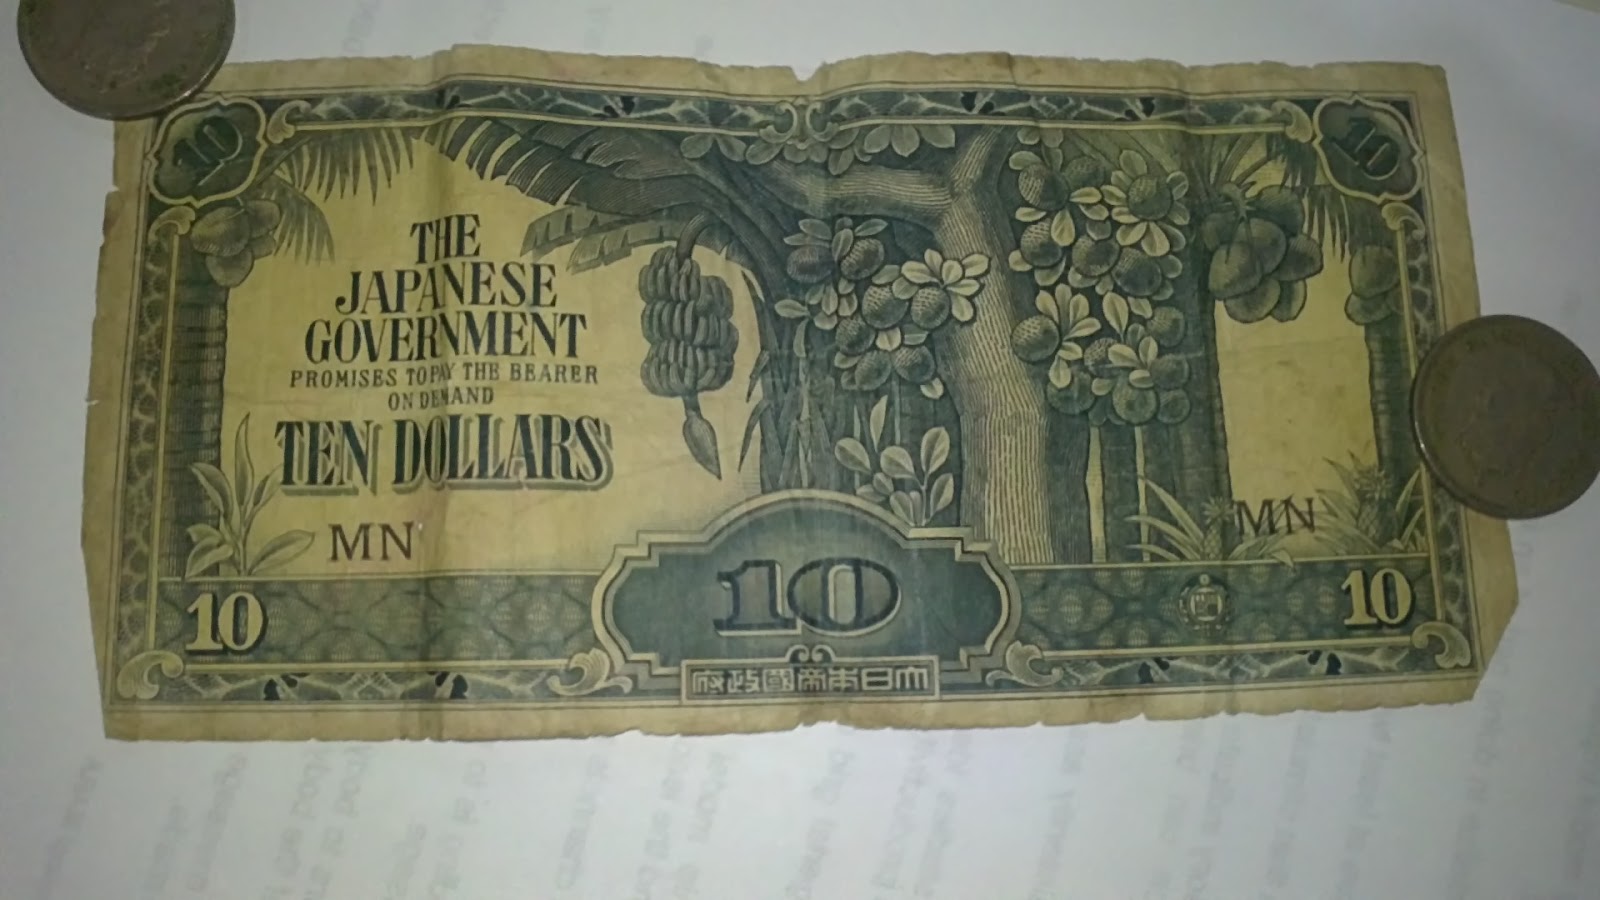 10 10
THE
JAPANESE
GOVERNMENT
PROMISES TO PAY THE BEARER
ON DEMAND
TEN DOLLARS
MN MN
10 10 10
府政國帝本日大